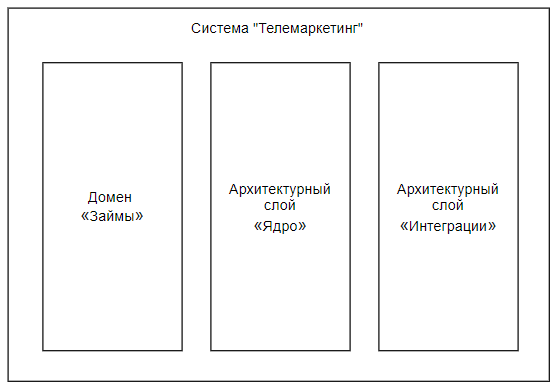 Система "Телемаркетинг"
Домен
«Займы»
Архитектурный
слой
«Ядро»
Архитектурный
слой
«Интеграции»